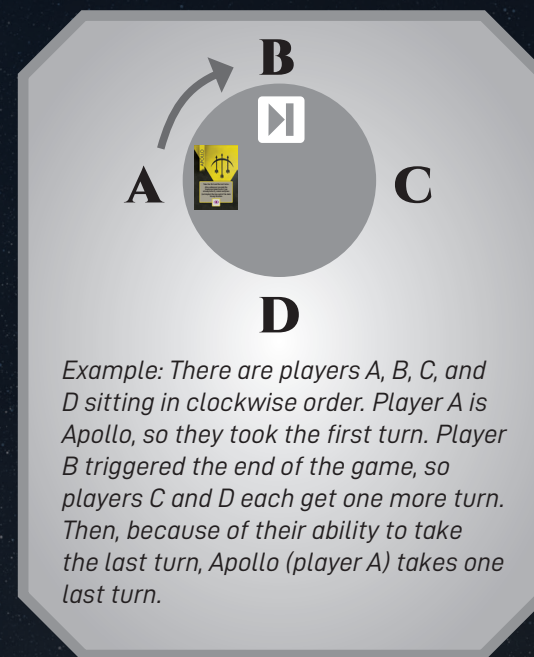 B
A
C
D
Example: There are players A, B, C, and
D sitting in clockwise order. Player A is
Apollo, so they took the first turn. Player
B triggered the end of the game, so
players C and D each get one more turn.
Then, because of their ability to take
the last turn, Apollo (player A) takes one
last turn.